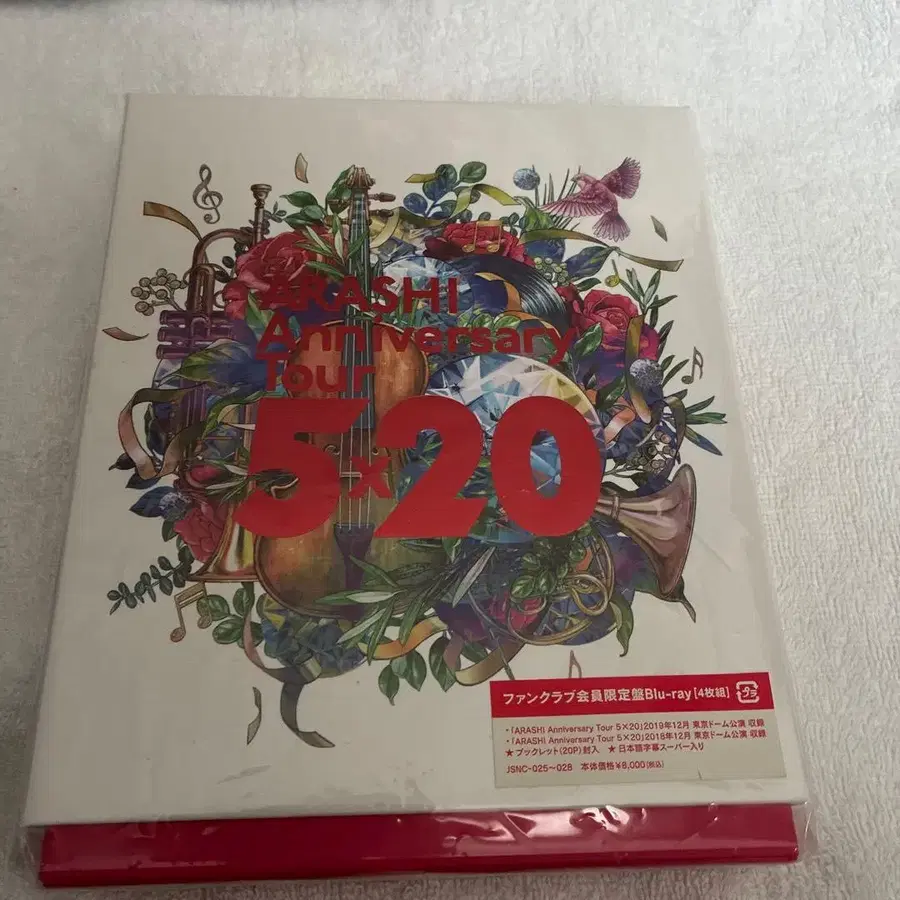 ARASHI
Anniversary
Tour
5×20
ファンクラブ会員限定盤Blu-ray[4枚組]
プラ
・「ARASHI Anniversary Tour 5×20」2019年12月 東京ドーム公演 収録
・「ARASHI Anniversary Tour 5×20」2018年12月 東京ドーム公演 収録
★ ブックレット(20P)封入 ★ 日本語字幕スーパー入り
JSNC-025~028 本体価格¥8,000(税込)